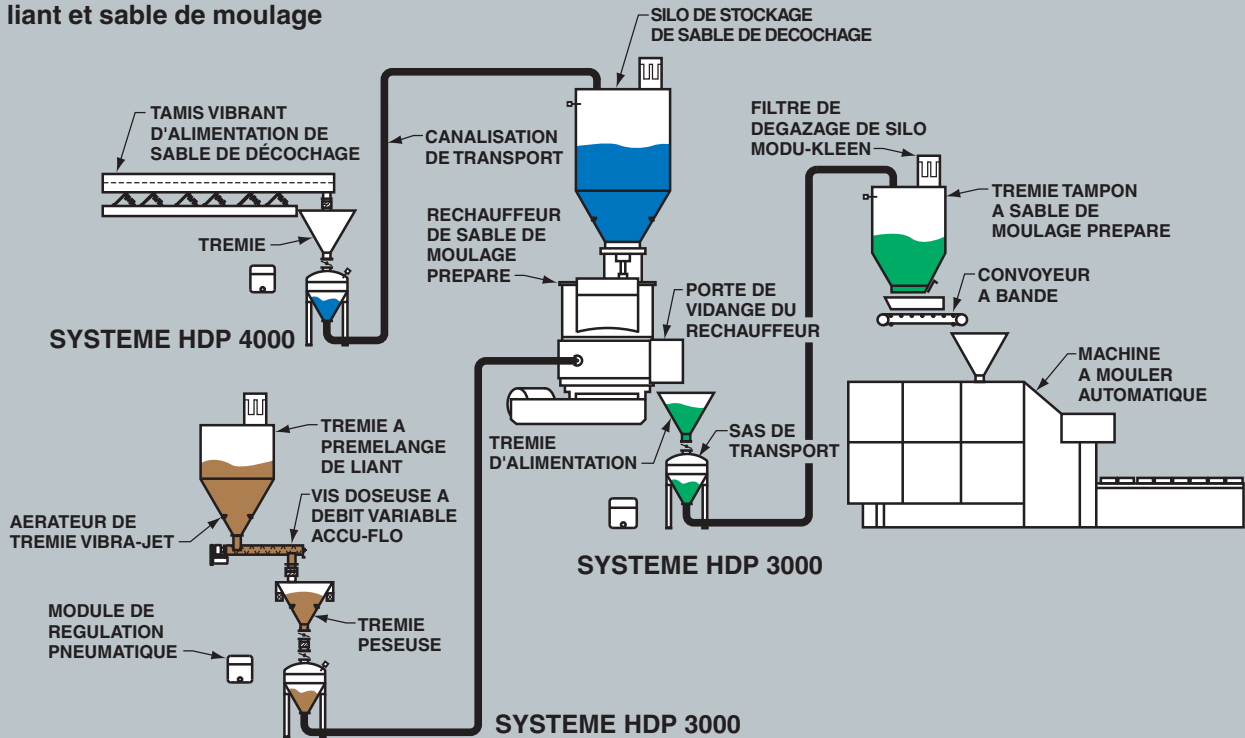 liant et sable de moulage
SILO DE STOCKAGE
DE SABLE DE DECOCHAGE
TAMIS VIBRANT
D'ALIMENTATION DE
SABLE DE DÉCOCHAGE
CANALISATION
DE TRANSPORT
FILTRE DE
DEGAZAGE DE SILO
MODU-KLEEN
TREMIE TAMPON
A SABLE DE
MOULAGE PREPARE
TREMIE
RECHAUFFEUR
DE SABLE DE
MOULAGE
PREPARE
CONVOYEUR
A BANDE
PORTE DE
VIDANGE DU
RECHAUFFEUR
SYSTEME HDP 4000
MACHINE
A MOULER
AUTOMATIQUE
TREMIE A
PREMELANGE
DE LIANT
TREMIE
D'ALIMENTATION
SAS DE
TRANSPORT
VIS DOSEUSE A
DEBIT VARIABLE
ACCU-FLO
AERATEUR DE
TREMIE VIBRA-JET
SYSTEME HDP 3000
MODULE DE
REGULATION
PNEUMATIQUE
TREMIE
PESEUSE
SYSTEME HDP 3000